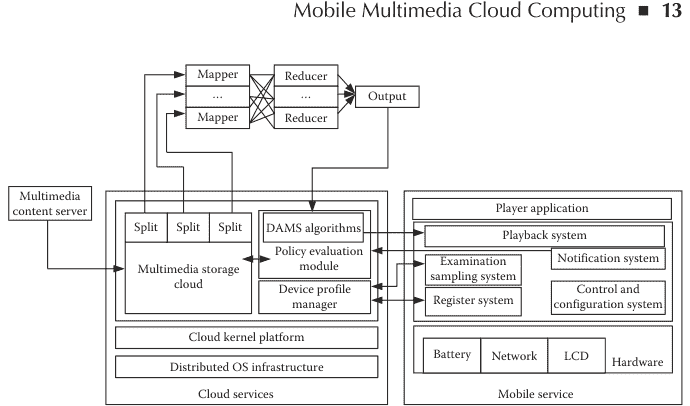 Mobile Multimedia Cloud Computing ■ 13
Mapper
...
Mapper
Reducer
...
Reducer
Output
Multimedia
content server
Split
Split
Split
Multimedia storage
cloud
DAMS algorithms
Policy evaluation
module
Device profile
manager
Cloud kernel platform
Distributed OS infrastructure
Cloud services
Player application
Playback system
Notification system
Examination
sampling system
Register system
Control and
configuration system
Battery
Network
LCD
Hardware
Mobile service